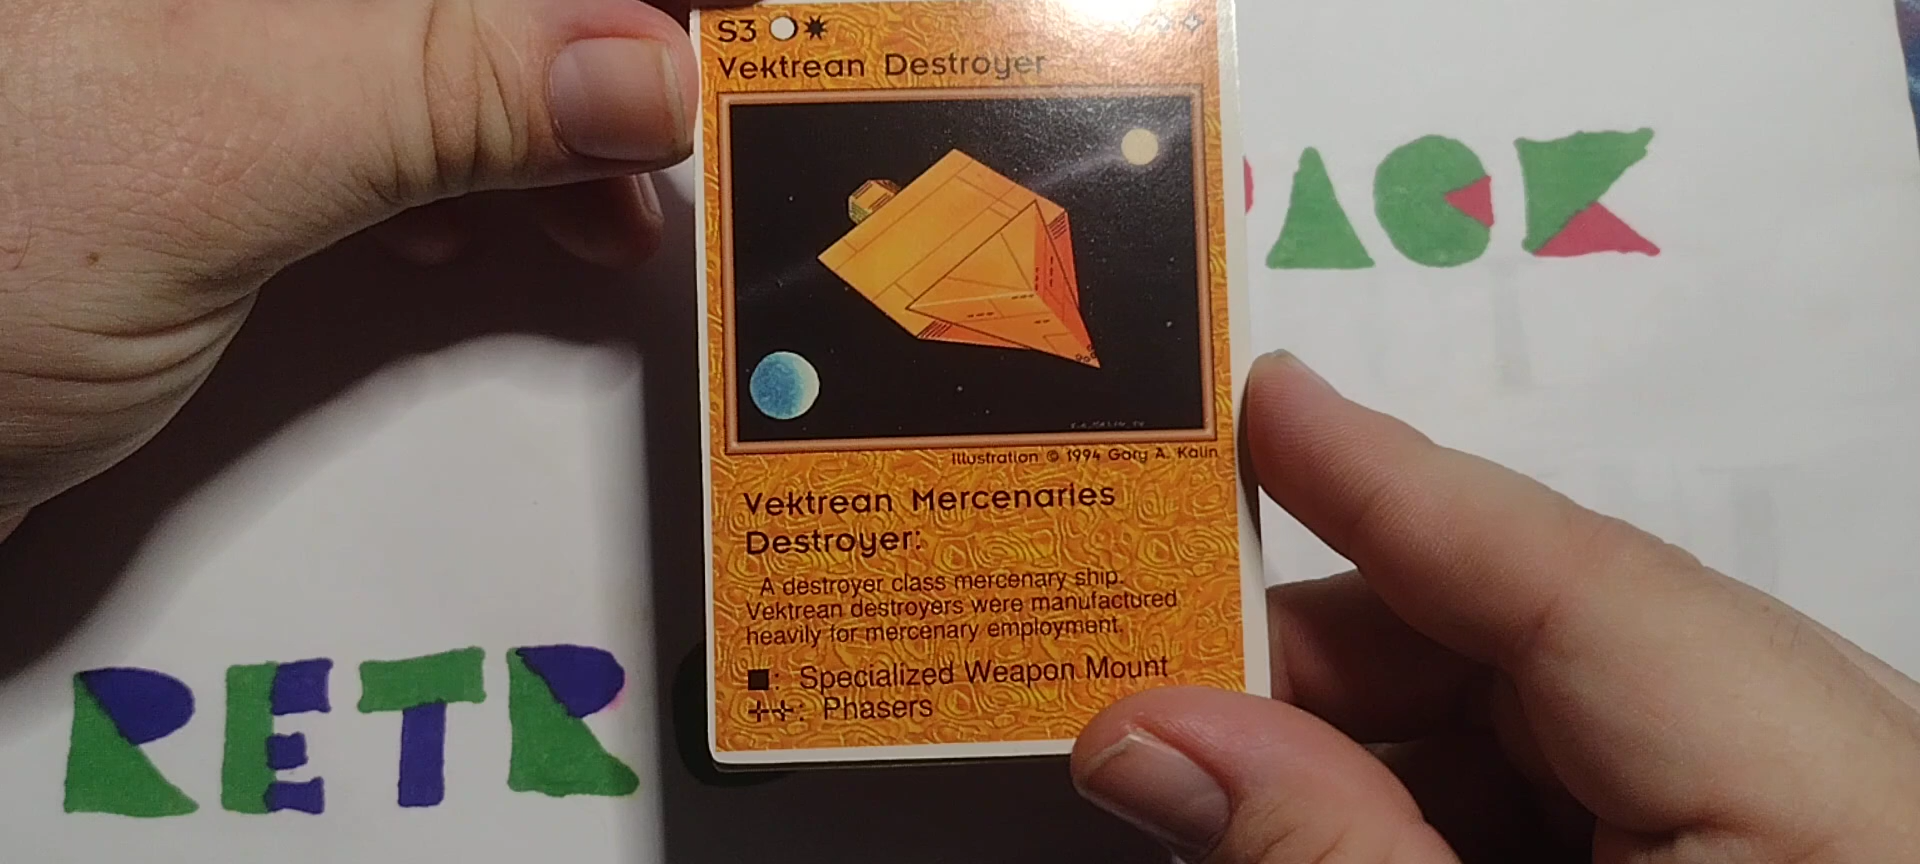 S3
Vektrean Destroyer
ACK
Illustration © 1994 Gary A. Kalin
Vektrean Mercenaries
Destroyer:
A destroyer class mercenary ship.
Vektrean destroyers were manufactured
heavily for mercenary employment.
■: Specialized Weapon Mount
++: Phasers
RETR